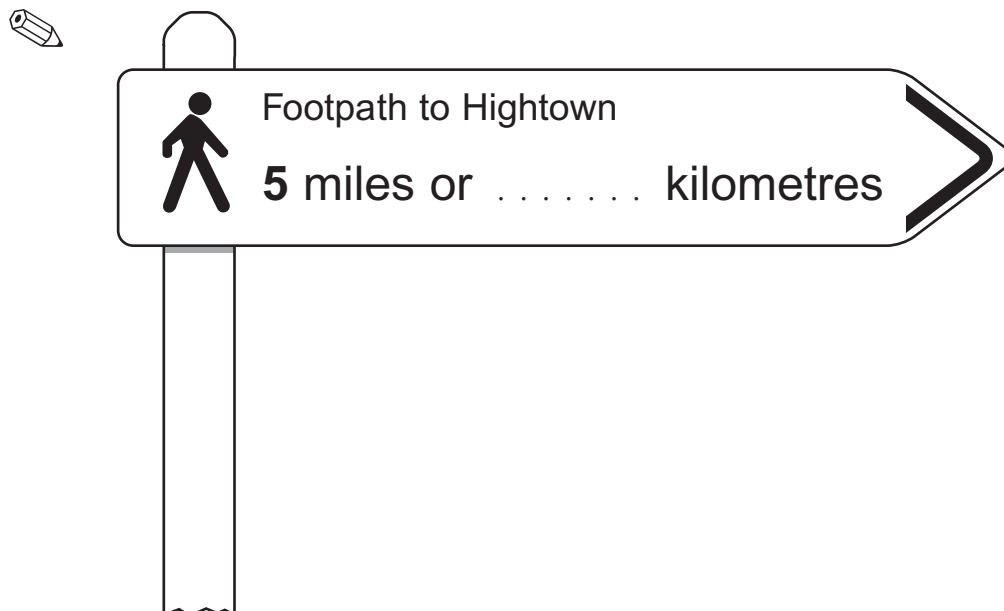 Footpath to Hightown
5 miles or ....... kilometres